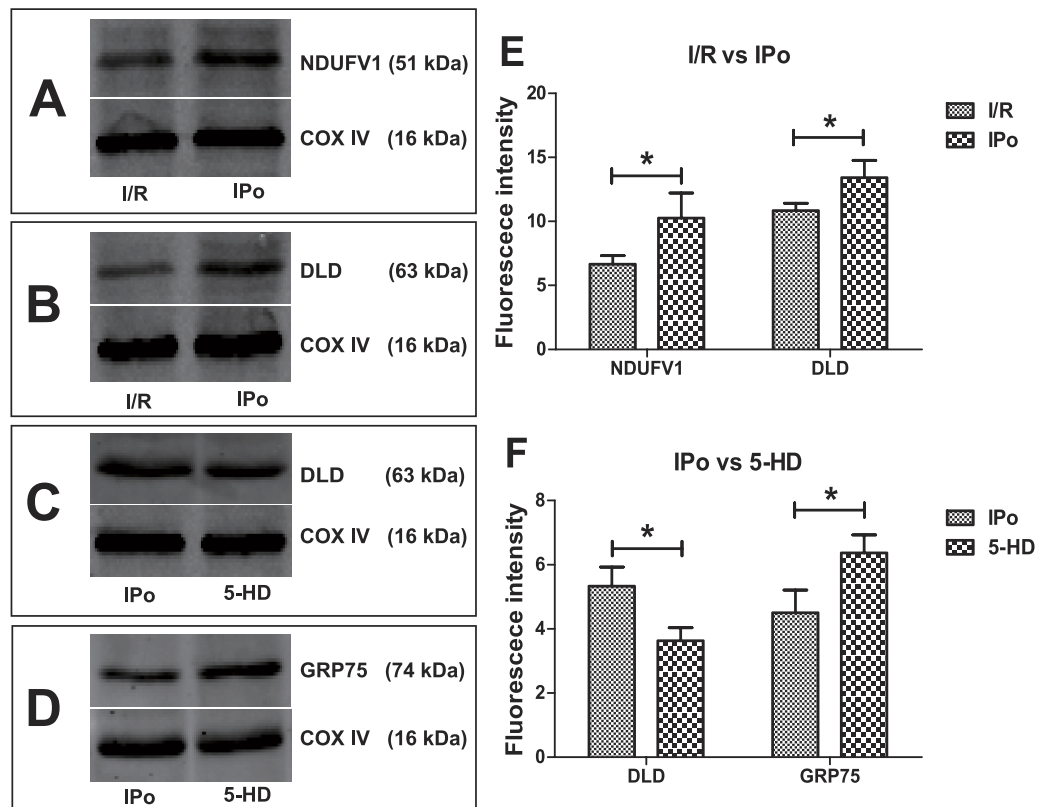 A
NDUFV1 (51 kDa)
COX IV (16 kDa)
I/R IPo
B
DLD (63 kDa)
COX IV (16 kDa)
I/R IPo
C
DLD (63 kDa)
COX IV (16 kDa)
IPo 5-HD
D
GRP75 (74 kDa)
COX IV (16 kDa)
IPo 5-HD
E
I/R vs IPo
Fluorescece intensity
20
15
10
5
0
* *
NDUFV1 DLD
I/R
IPo
F
IPo vs 5-HD
Fluorescece intensity
8
6
4
2
0
* *
DLD GRP75
IPo
5-HD